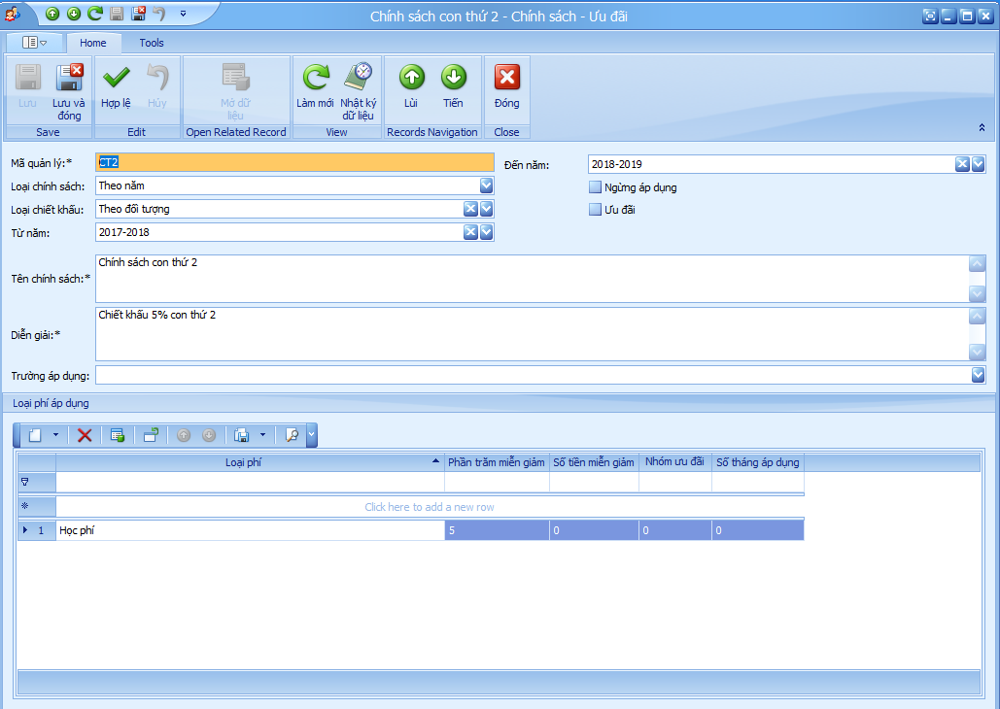 Chính sách con thứ 2 - Chính sách - Ưu đãi
Home Tools
Lưu
Lưu và đóng
Hợp lệ
Hủy
Mở dữ liệu
Làm mới
Nhật ký dữ liệu
Lùi
Tiến
Đóng
Save
Edit
Open Related Record
View
Records Navigation
Close
Mã quản lý:* CT2
Đến năm: 2018-2019
Loại chính sách: Theo năm
Ngừng áp dụng
Loại chiết khấu: Theo đối tượng
Ưu đãi
Từ năm: 2017-2018
Tên chính sách:* Chính sách con thứ 2
Diễn giải:* Chiết khấu 5% con thứ 2
Trường áp dụng:
Loại phí áp dụng
Loại phí Phần trăm miễn giảm Số tiền miễn giảm Nhóm ưu đãi Số tháng áp dụng
Click here to add a new row
1 Học phí 5 0 0 0